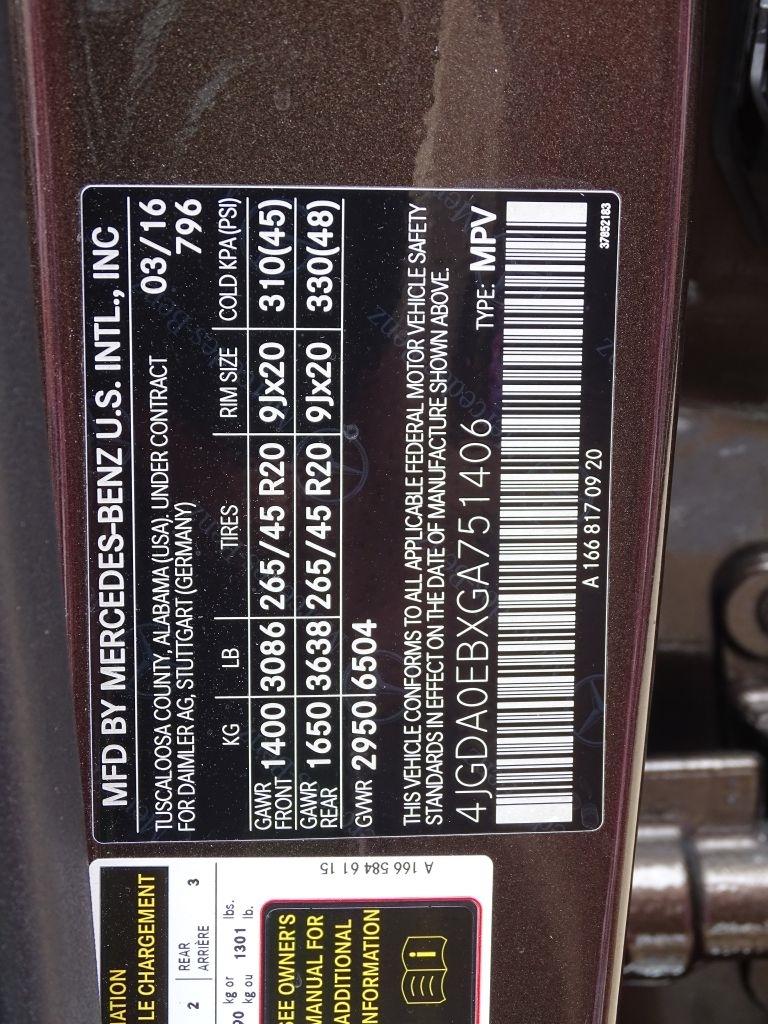 MFD BY MERCEDES-BENZ U.S. INTL., INC
TUSCALOOSA COUNTY, ALABAMA (USA), UNDER CONTRACT 03/16
FOR DAIMLER AG, STUTTGART (GERMANY) 796
KG LB TIRES RIM SIZE COLD KPA (PSI)
GAWR FRONT 1400 3086 265/45 R20 9Jx20 310(45)
GAWR REAR 1650 3638 265/45 R20 9Jx20 330(48)
GVWR 2950 6504
THIS VEHICLE CONFORMS TO ALL APPLICABLE FEDERAL MOTOR VEHICLE SAFETY
STANDARDS IN EFFECT ON THE DATE OF MANUFACTURE SHOWN ABOVE.
4JGDA0EBXGA751406 TYPE: MPV
A 166 817 09 20 37852183
A 166 584 61 15
LE CHARGEMENT
2 REAR 3
ARRIÈRE
kg or lbs.
kg ou 1301 lb.
SEE OWNER'S
MANUAL FOR
ADDITIONAL
INFORMATION